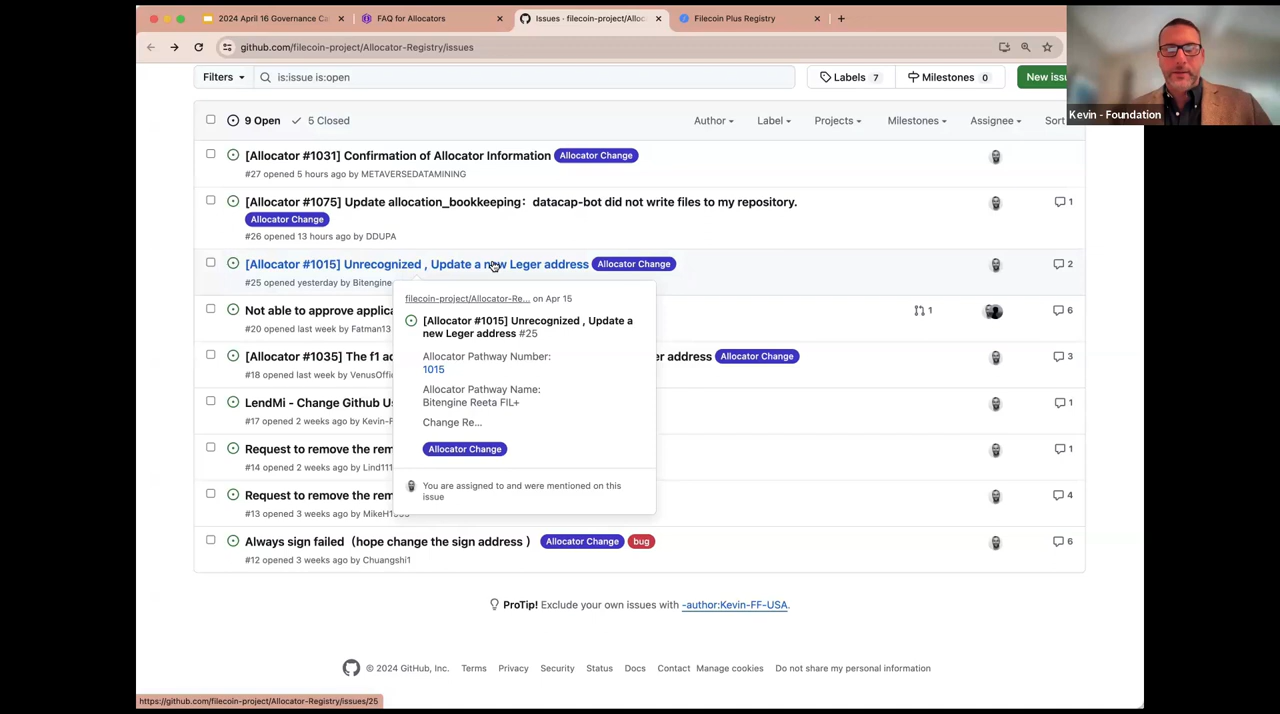 2024 April 16 Governance Ca
FAQ for Allocators
Issues · filecoin-project/Alloc
Filecoin Plus Registry
github.com/filecoin-project/Allocator-Registry/issues
Kevin - Foundation
Filters
is:issue is:open
Labels 7
Milestones 0
New issu
9 Open
5 Closed
Author
Label
Projects
Milestones
Assignee
Sort
[Allocator #1031] Confirmation of Allocator Information
Allocator Change
#27 opened 5 hours ago by METAVERSEDATAMINING
[Allocator #1075] Update allocation_bookkeeping：datacap-bot did not write files to my repository.
1
Allocator Change
#26 opened 13 hours ago by DDUPA
[Allocator #1015] Unrecognized , Update a new Leger address
Allocator Change
2
#25 opened yesterday by Bitengine
filecoin-project/Allocator-Re... on Apr 15
[Allocator #1015] Unrecognized , Update a
new Leger address #25
Allocator Pathway Number:
1015
Allocator Pathway Name:
Bitengine Reeta FIL+
Change Re...
Allocator Change
You are assigned to and were mentioned on this
issue
Not able to approve applica
1
6
#20 opened last week by Fatman13
[Allocator #1035] The f1 ad
er address
Allocator Change
3
#18 opened last week by VenusOffic
LendMi - Change Github Us
1
#17 opened 2 weeks ago by Kevin-F
Request to remove the rem
1
#14 opened 2 weeks ago by Lind111
Request to remove the rem
4
#13 opened 3 weeks ago by MikeH1999
Always sign failed（hope change the sign address ）
Allocator Change
bug
6
#12 opened 3 weeks ago by Chuangshi1
ProTip! Exclude your own issues with -author:Kevin-FF-USA.
© 2024 GitHub, Inc.
Terms
Privacy
Security
Status
Docs
Contact
Manage cookies
Do not share my personal information
https://github.com/filecoin-project/Allocator-Registry/issues/25